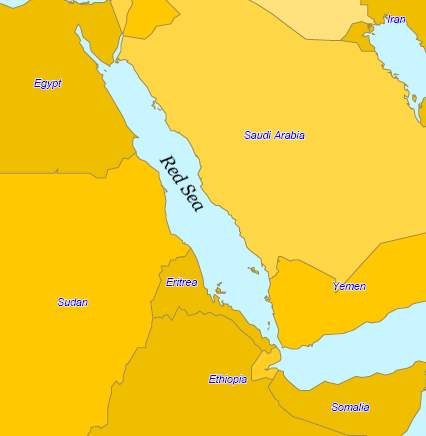 Iran
Egypt
Saudi Arabia
Red Sea
Eritrea
Yemen
Sudan
Ethiopia
Somalia